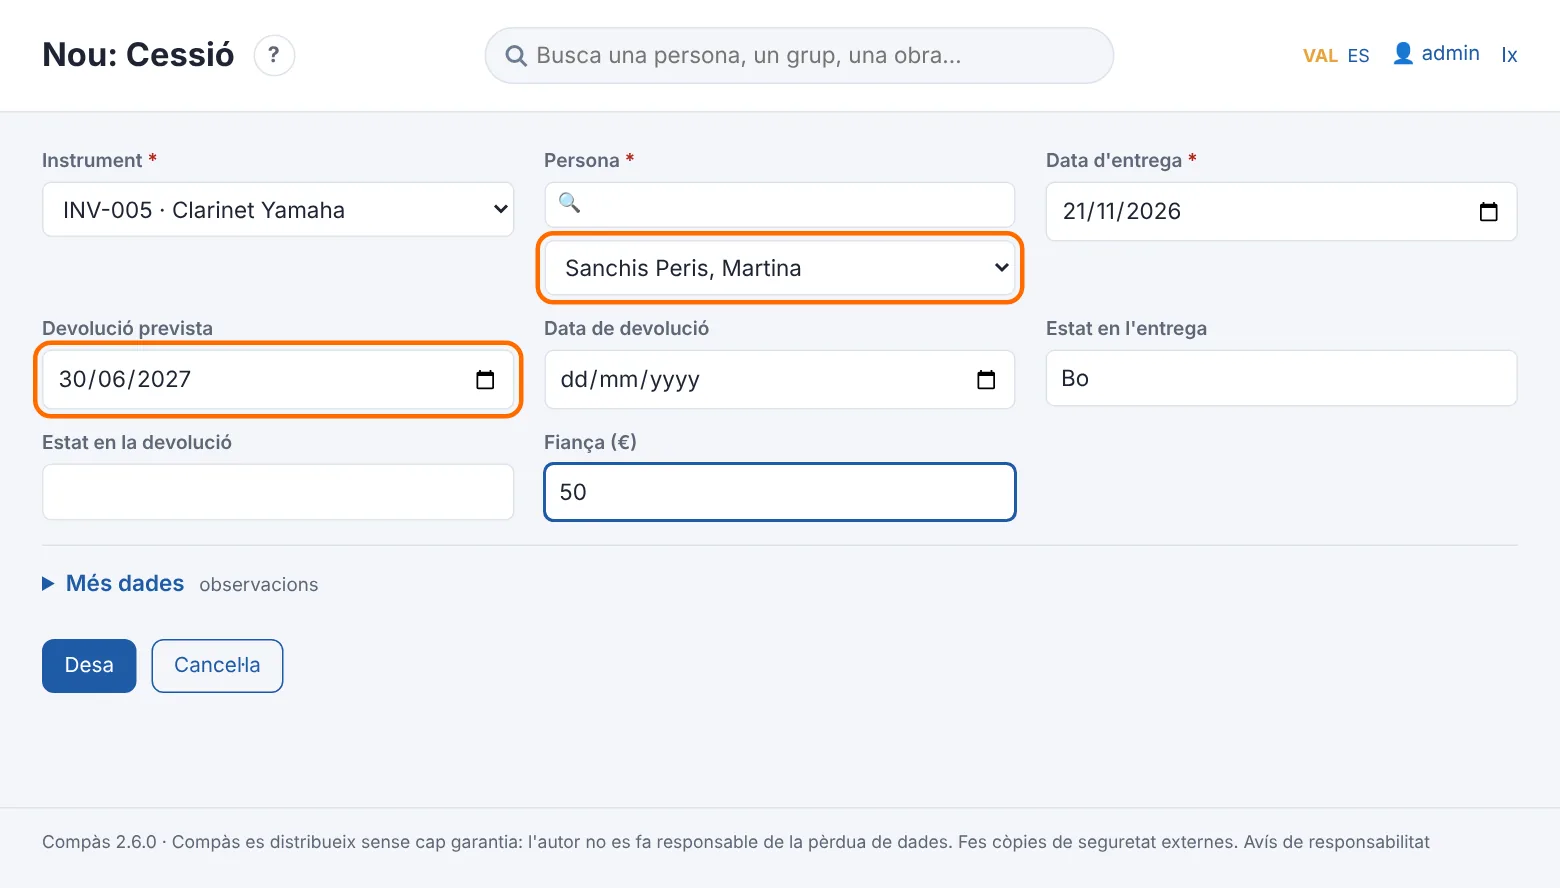 Nou: Cessió ?
Busca una persona, un grup, una obra...
VAL ES admin Ix
Instrument *
INV-005 · Clarinet Yamaha
Persona *
Sanchis Peris, Martina
Data d'entrega *
21/11/2026
Devolució prevista
30/06/2027
Data de devolució
dd/mm/yyyy
Estat en l'entrega
Bo
Estat en la devolució
Fiança (€)
50
Més dades observacions
Desa Cancel·la
Compàs 2.6.0 · Compàs es distribueix sense cap garantia: l'autor no es fa responsable de la pèrdua de dades. Fes còpies de seguretat externes. Avís de responsabilitat